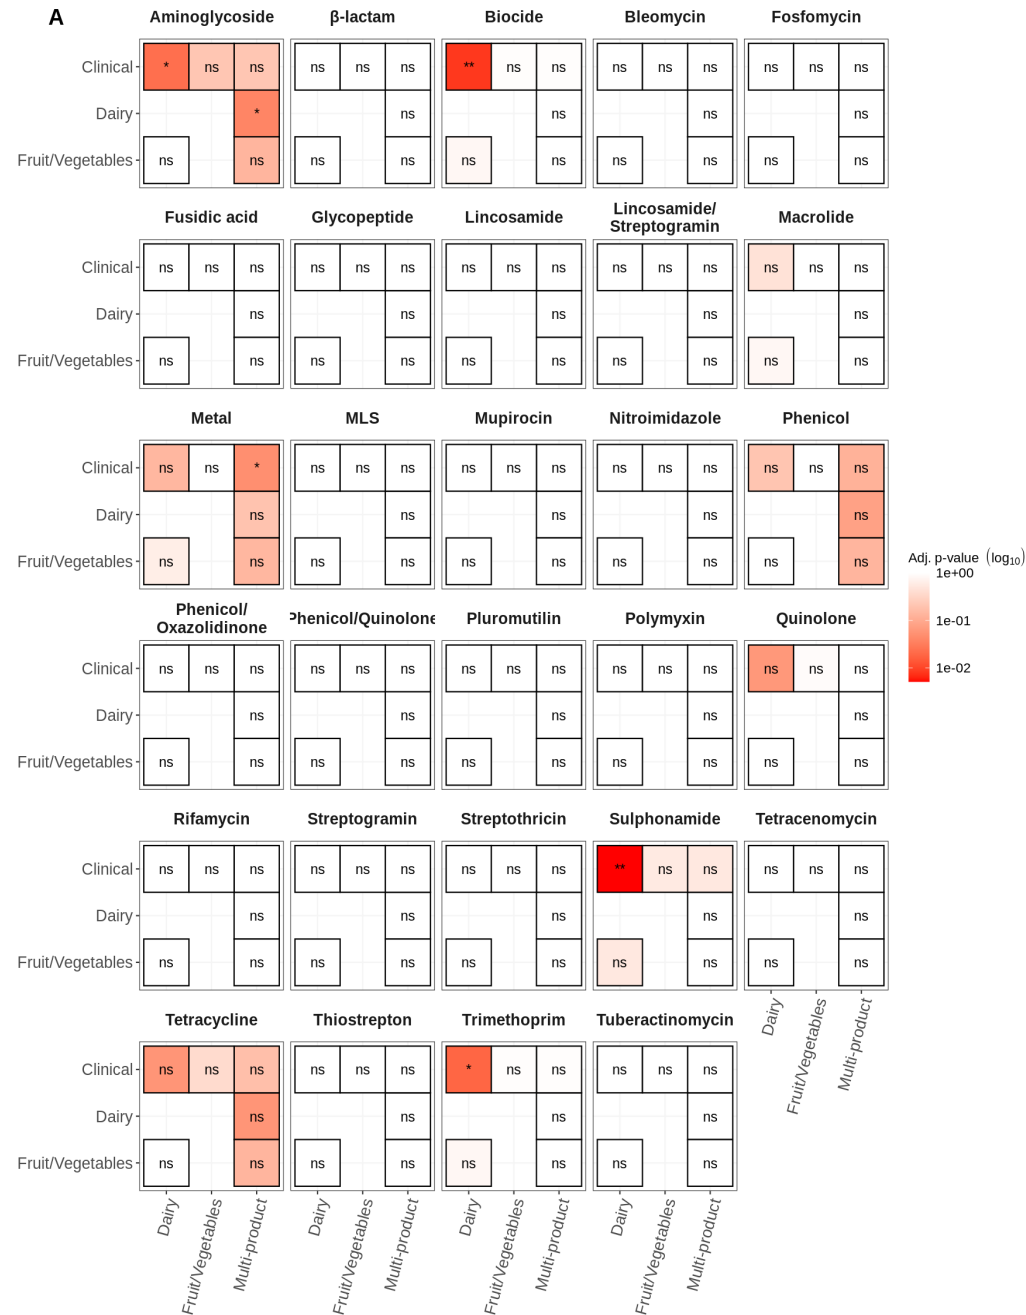 A
Aminoglycoside β-lactam Biocide Bleomycin Fosfomycin
Clinical * ns ns ns ns ns ** ns ns ns ns ns ns ns ns
Dairy * ns ns ns ns
Fruit/Vegetables ns ns ns ns ns ns ns ns ns ns
Fusidic acid Glycopeptide Lincosamide Lincosamide/ Macrolide
Streptogramin
Clinical ns ns ns ns ns ns ns ns ns ns ns ns ns ns ns
Dairy ns ns ns ns ns
Fruit/Vegetables ns ns ns ns ns ns ns ns ns ns
Metal MLS Mupirocin Nitroimidazole Phenicol
Clinical ns ns * ns ns ns ns ns ns ns ns ns ns ns ns
Dairy ns ns ns ns ns
Fruit/Vegetables ns ns ns ns ns ns ns ns ns ns
Adj. p-value (log10)
1e+00
1e-01
1e-02
Phenicol/ Phenicol/Quinolone Pluromutilin Polymyxin Quinolone
Oxazolidinone
Clinical ns ns ns ns ns ns ns ns ns ns ns ns ns ns ns
Dairy ns ns ns ns ns
Fruit/Vegetables ns ns ns ns ns ns ns ns ns ns
Rifamycin Streptogramin Streptothricin Sulphonamide Tetracenomycin
Clinical ns ns ns ns ns ns ns ns ns ** ns ns ns ns ns
Dairy ns ns ns ns ns
Fruit/Vegetables ns ns ns ns ns ns ns ns ns ns
Dairy Fruit/Vegetables Multi-product
Tetracycline Thiostrepton Trimethoprim Tuberactinomycin
Clinical ns ns ns ns ns ns * ns ns ns ns ns
Dairy ns ns ns ns
Fruit/Vegetables ns ns ns ns ns ns ns ns
Dairy Fruit/Vegetables Multi-product Dairy Fruit/Vegetables Multi-product Dairy Fruit/Vegetables Multi-product Dairy Fruit/Vegetables Multi-product